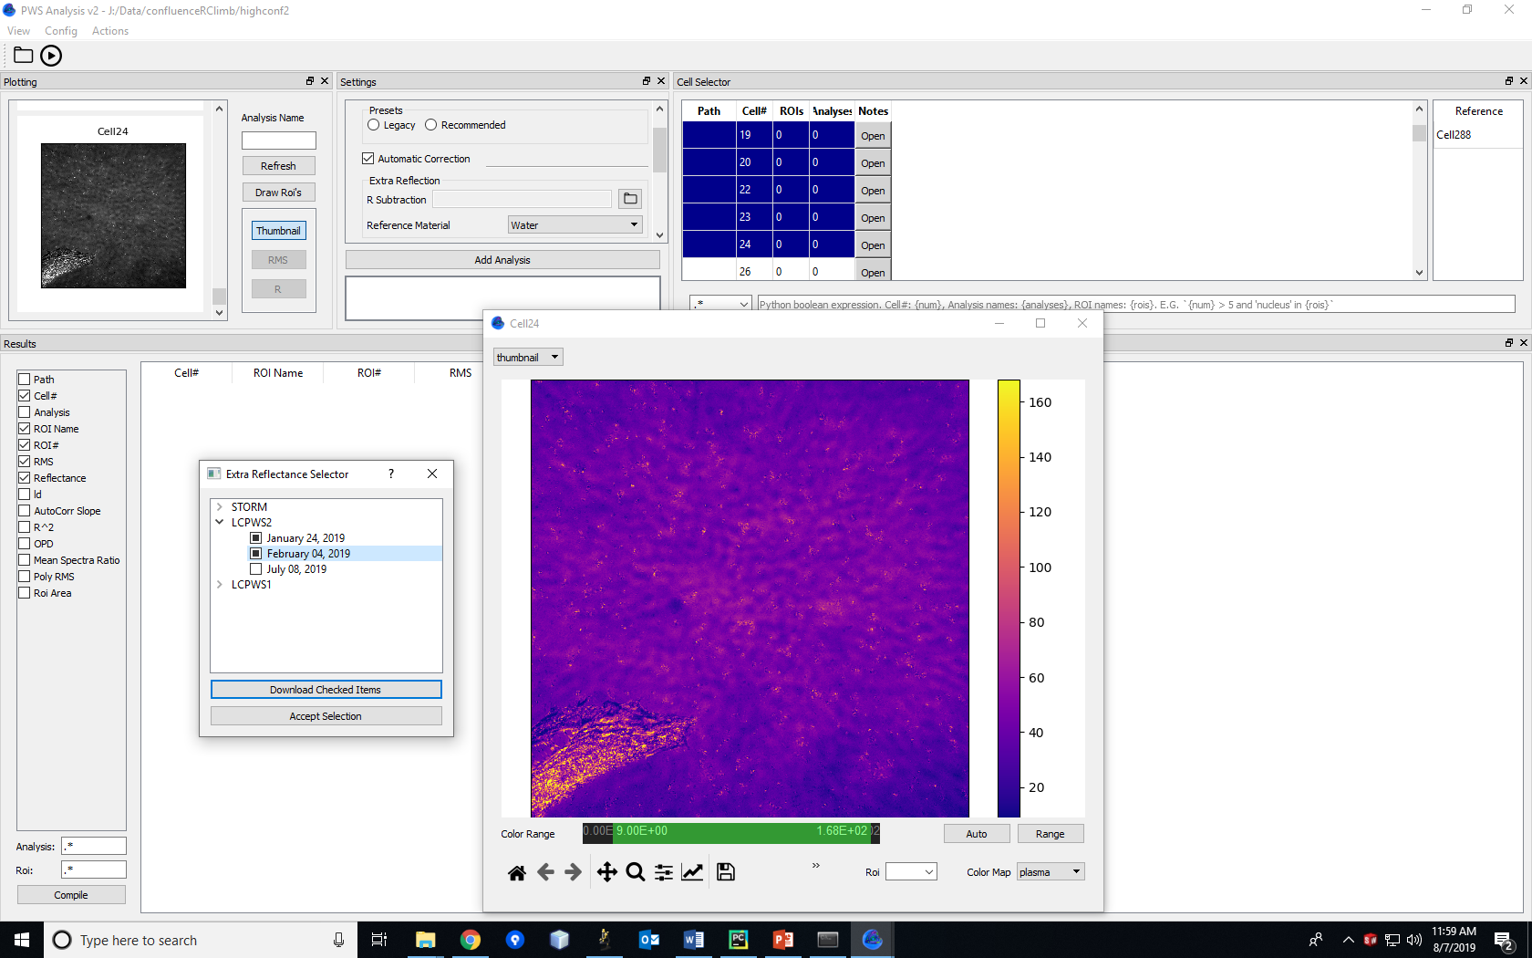 PWS Analysis v2 - J:/Data/confluenceRClimb/highconf2
View Config Actions
Plotting
Cell24
Analysis Name
Refresh
Draw Roi's
Thumbnail
RMS
R
Settings
Presets
Legacy Recommended
Automatic Correction
Extra Reflection
R Subtraction
Reference Material Water
Add Analysis
Cell Selector
Path Cell# ROIs Analyses Notes
19 0 0 Open
20 0 0 Open
22 0 0 Open
23 0 0 Open
24 0 0 Open
26 0 0 Open
Reference
Cell288
.* Python boolean expression. Cell#: {num}, Analysis names: {analyses}, ROI names: {rois}. E.G. `{num} > 5 and 'nucleus' in {rois}`
Results
Path
Cell#
Analysis
ROI Name
ROI#
RMS
Reflectance
ld
AutoCorr Slope
R^2
OPD
Mean Spectra Ratio
Poly RMS
Roi Area
Analysis: .*
Roi: .*
Compile
Cell# ROI Name ROI# RMS
Extra Reflectance Selector ?
STORM
LCPWS2
January 24, 2019
February 04, 2019
July 08, 2019
LCPWS1
Download Checked Items
Accept Selection
Cell24
thumbnail
160
140
120
100
80
60
40
20
Color Range 0.00E 9.00E+00 1.68E+02 02 Auto Range
» Roi Color Map plasma
Type here to search
11:59 AM
8/7/2019
2